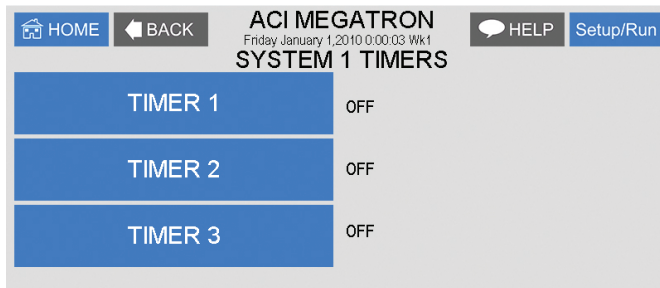 HOME BACK ACI MEGATRON HELP Setup/Run
Friday January 1,2010 0:00:03 Wk1
SYSTEM 1 TIMERS
TIMER 1 OFF
TIMER 2 OFF
TIMER 3 OFF